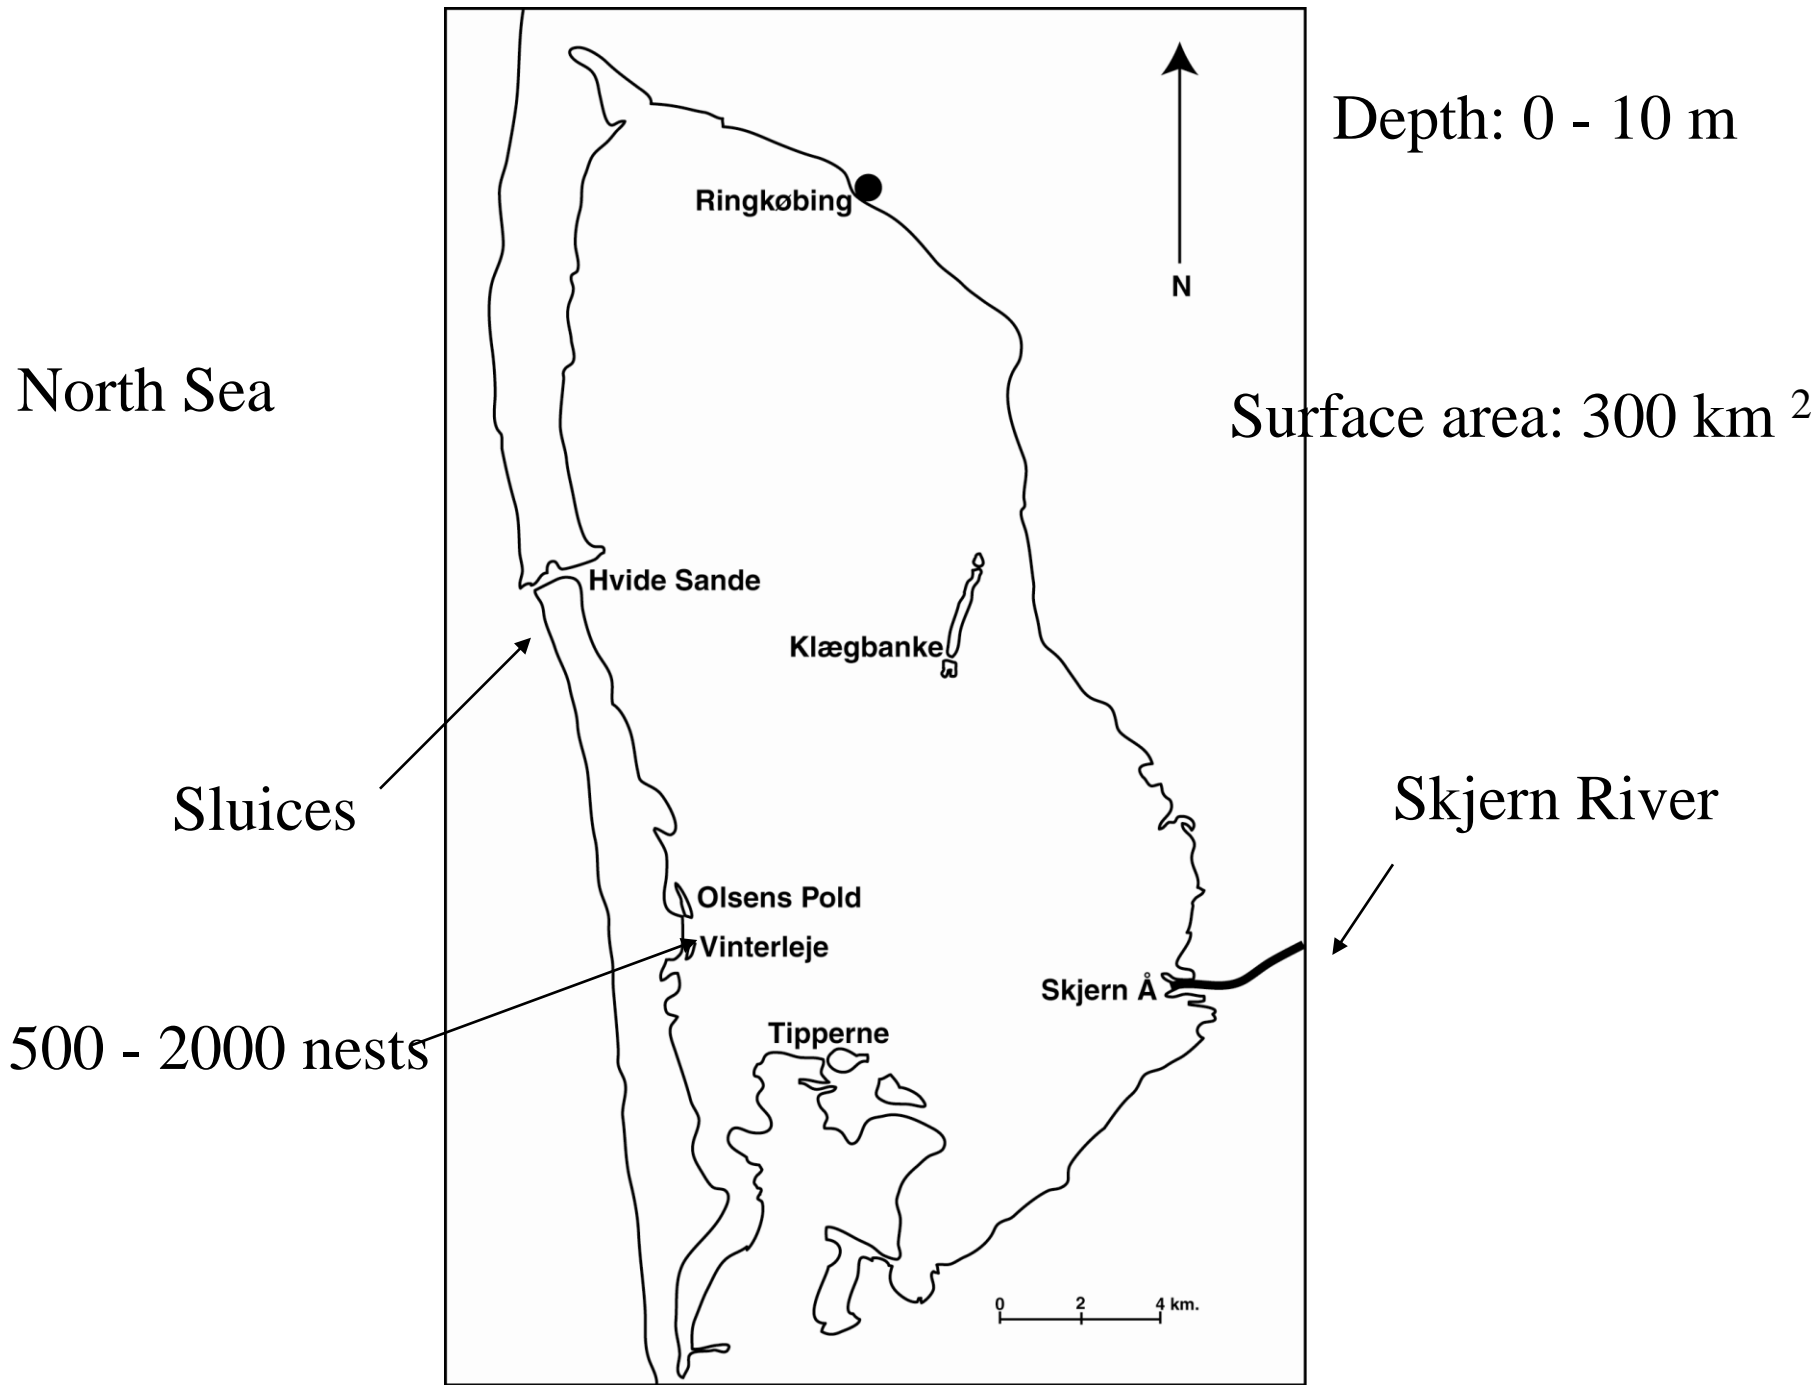 Depth: 0 - 10 m
Ringkøbing
N
North Sea
Surface area: 300 km ²
Hvide Sande
Klægbanke
Sluices
Skjern River
Olsens Pold
Vinterleje
Skjern Å
500 - 2000 nests
Tipperne
0 2 4 km.